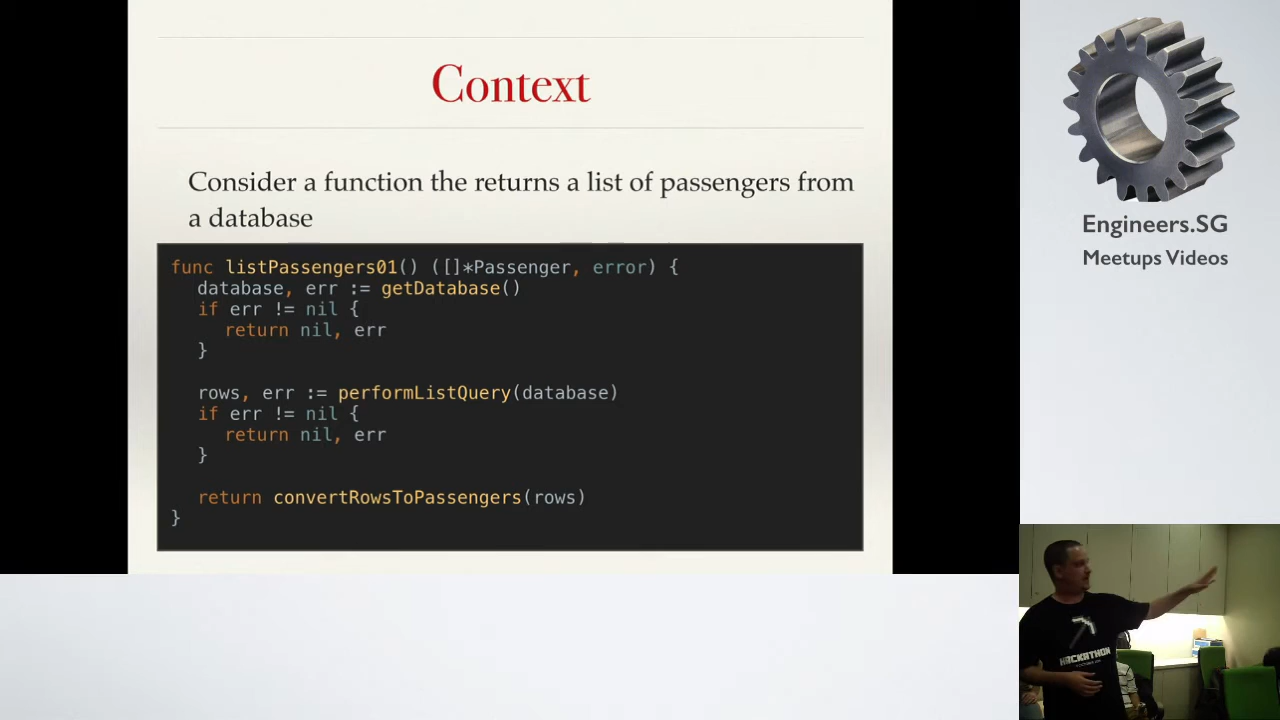 Context
Consider a function the returns a list of passengers from
a database
func listPassengers01() ([]*Passenger, error) {
database, err := getDatabase()
if err != nil {
return nil, err
}
rows, err := performListQuery(database)
if err != nil {
return nil, err
}
return convertRowsToPassengers(rows)
}
Engineers.SG
Meetups Videos
HACKATHON